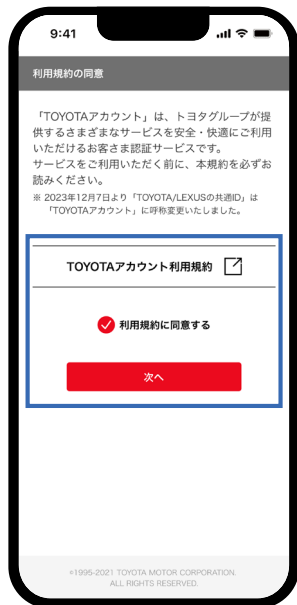 9:41
利用規約の同意
「TOYOTAアカウント」は、トヨタグループが提
供するさまざまなサービスを安全・快適にご利用
いただけるお客さま認証サービスです。
サービスをご利用いただく前に、本規約を必ずお
読みください。
※ 2023年12月7日より「TOYOTA/LEXUSの共通ID」は
「TOYOTAアカウント」に呼称変更いたしました。
TOYOTAアカウント利用規約
利用規約に同意する
次へ
©1995-2021 TOYOTA MOTOR CORPORATION.
ALL RIGHTS RESERVED.